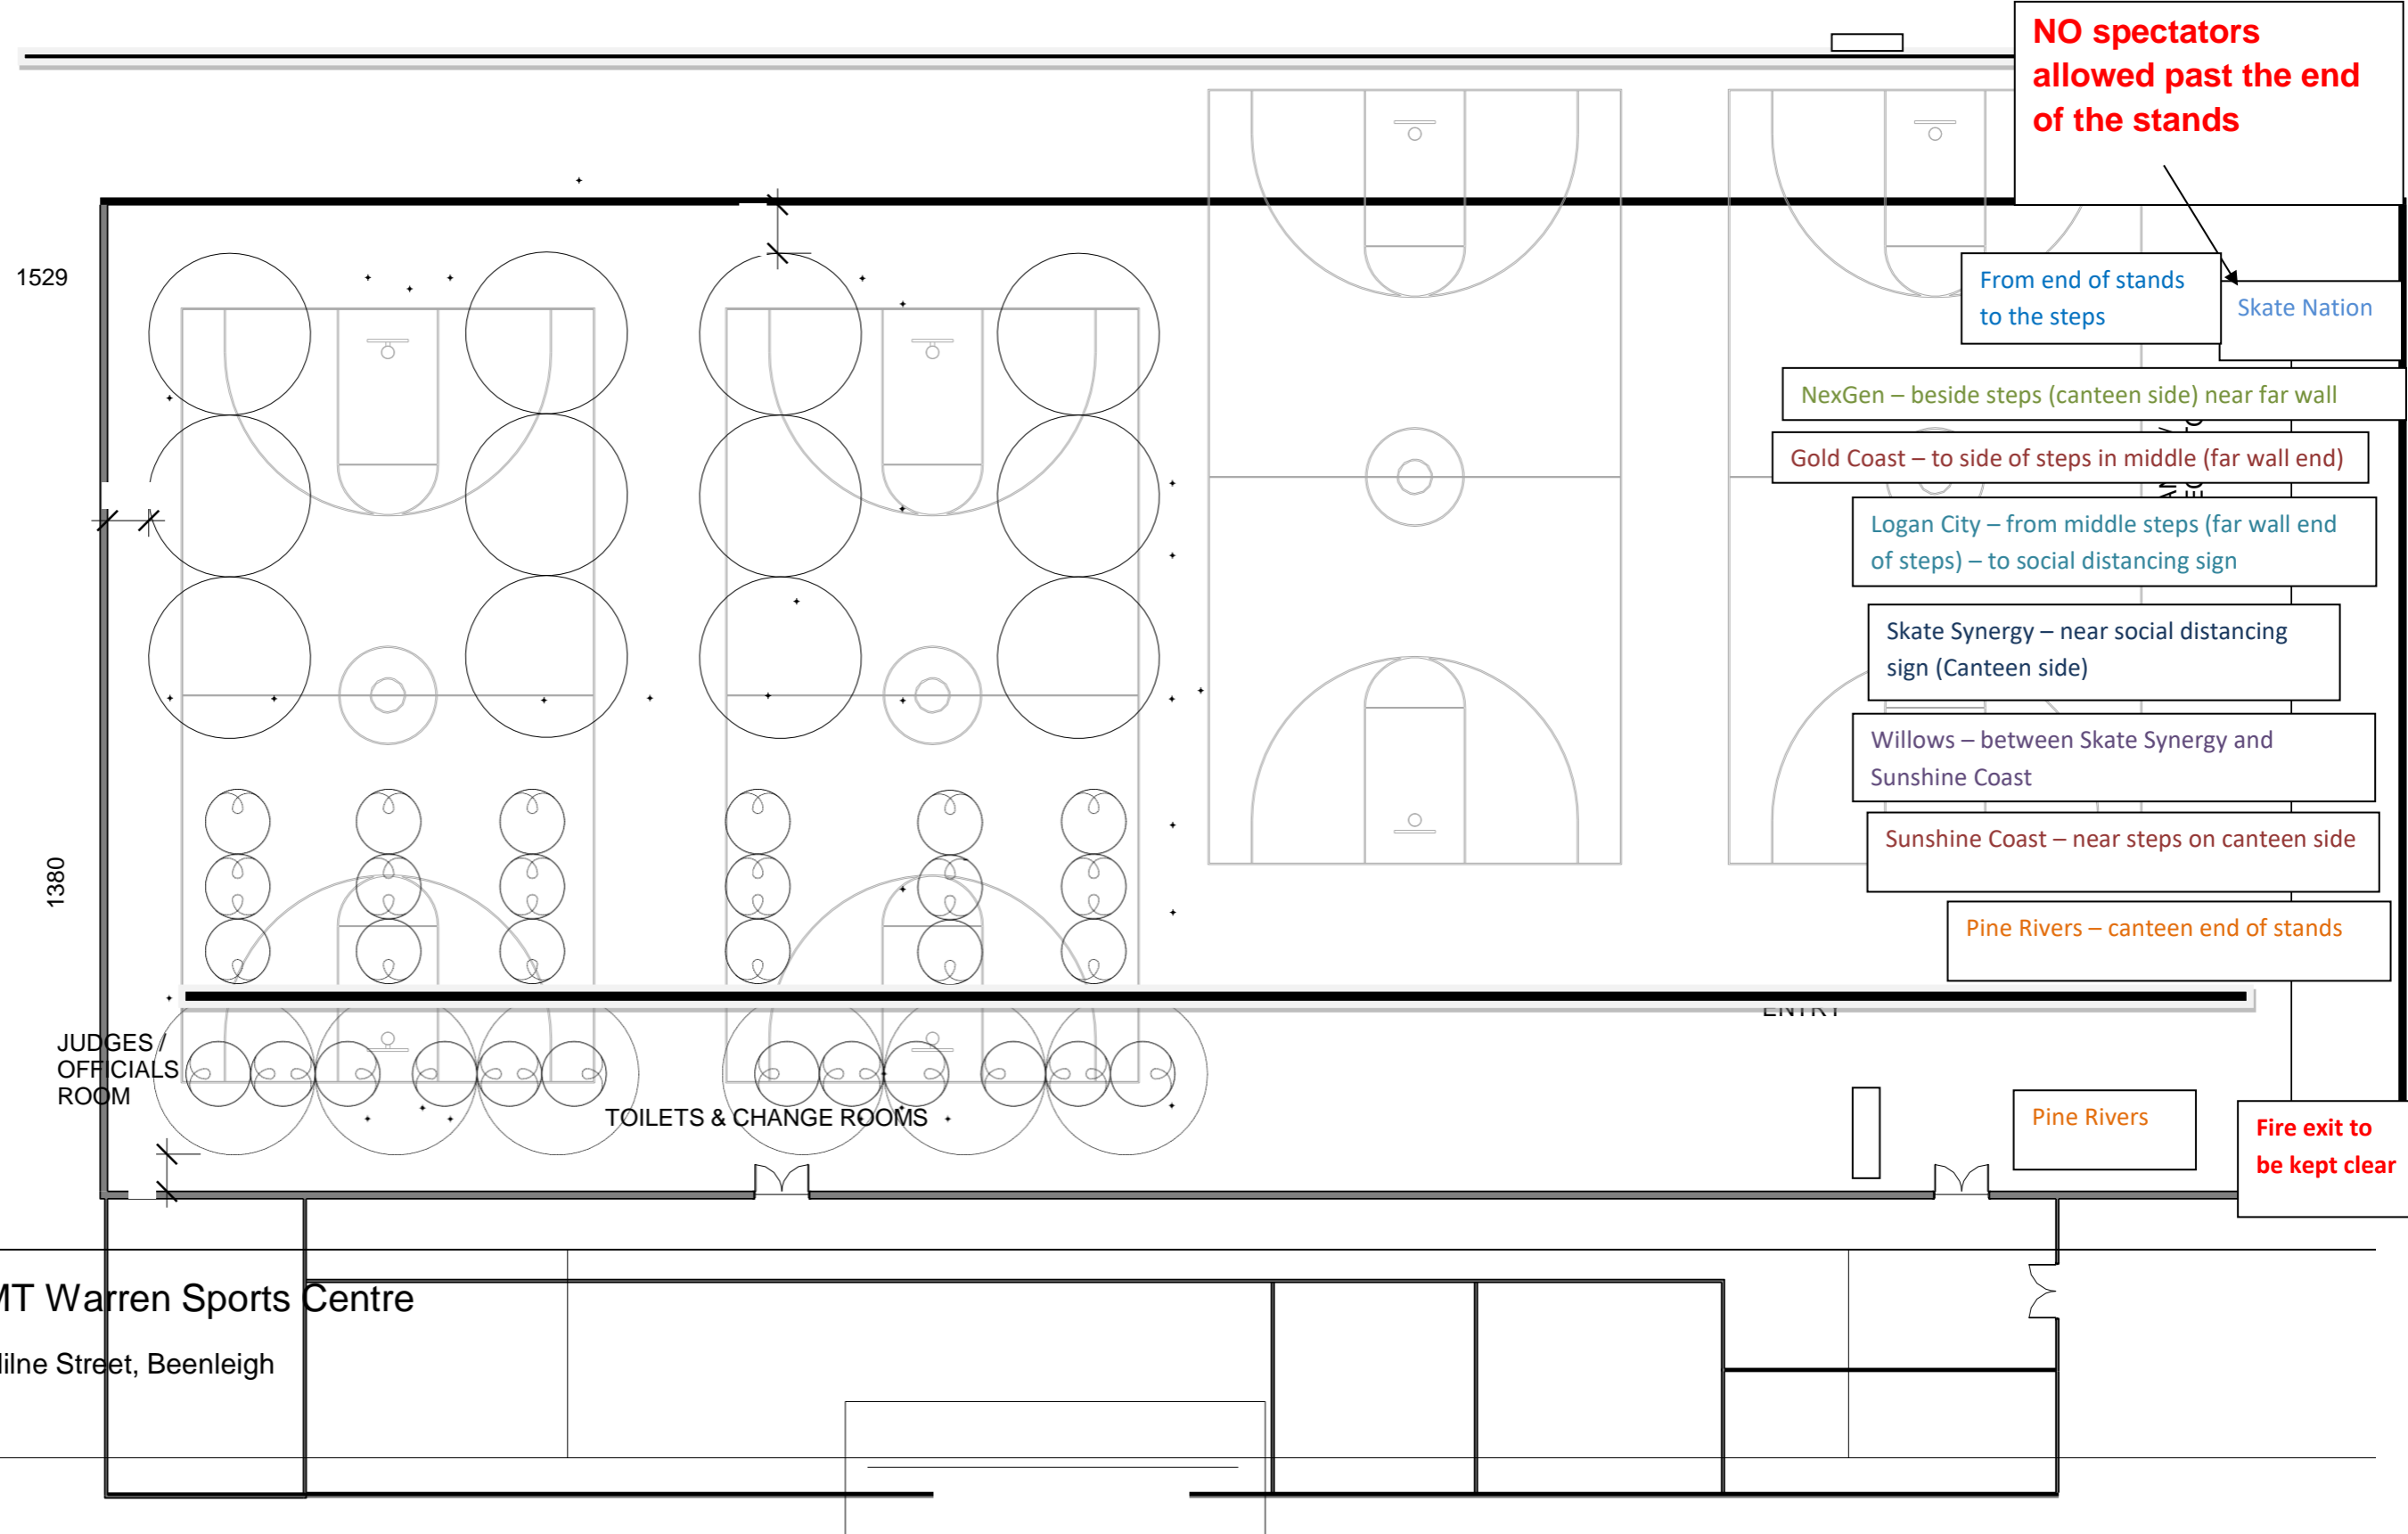 NO spectators
allowed past the end
of the stands
1529
From end of stands
to the steps
Skate Nation
NexGen – beside steps (canteen side) near far wall
Gold Coast – to side of steps in middle (far wall end)
Logan City – from middle steps (far wall end
of steps) – to social distancing sign
Skate Synergy – near social distancing
sign (Canteen side)
Willows – between Skate Synergy and
Sunshine Coast
Sunshine Coast – near steps on canteen side
1380
Pine Rivers – canteen end of stands
ENTRY
JUDGES /
OFFICIALS
ROOM
TOILETS & CHANGE ROOMS
Pine Rivers
Fire exit to
be kept clear
MT Warren Sports Centre
Street, Beenleigh